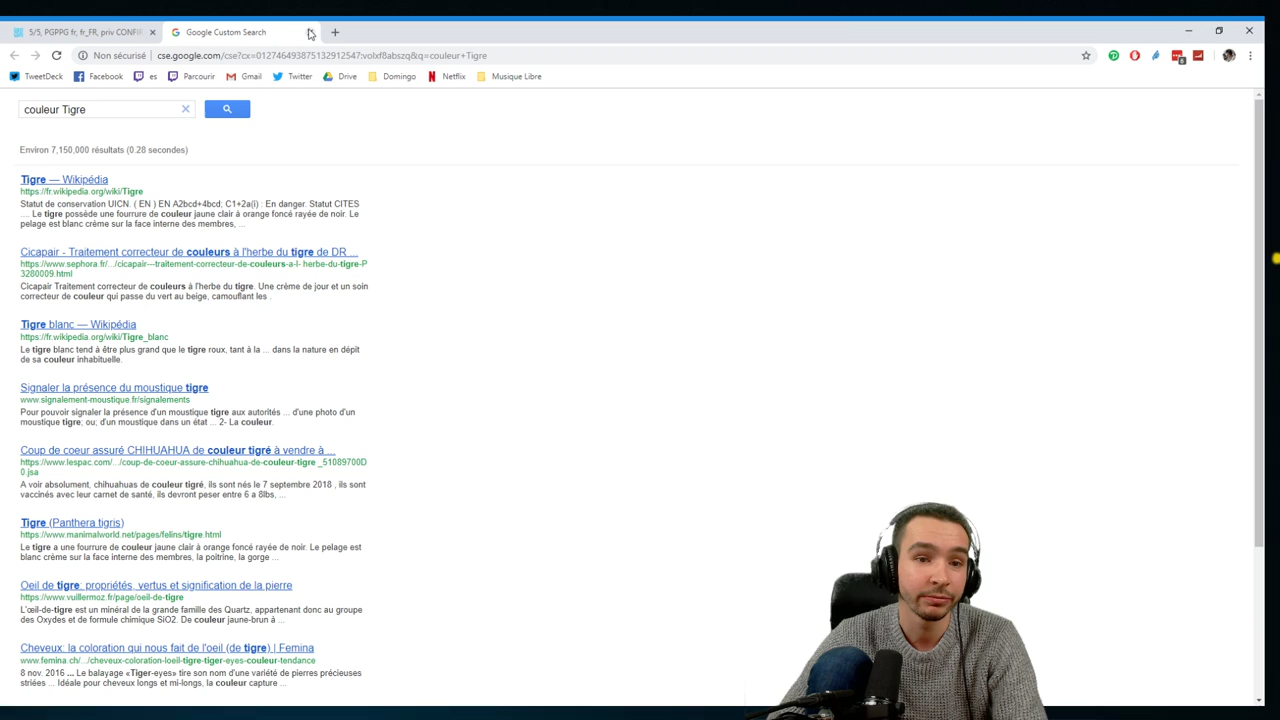 5/5, PGPPG fr, fr_FR, priv CONFI
Google Custom Search
Non sécurisé
cse.google.com/cse?cx=012746493875132912547:volxf8abszq&q=couleur+Tigre
TweetDeck
Facebook
es
Parcourir
Gmail
Twitter
Drive
Domingo
Netflix
Musique Libre
couleur Tigre
Environ 7,150,000 résultats (0.28 secondes)
Tigre — Wikipédia
https://fr.wikipedia.org/wiki/Tigre
Statut de conservation UICN. ( EN ) EN A2bcd+4bcd; C1+2a(i) : En danger. Statut CITES
.... Le tigre possède une fourrure de couleur jaune clair à orange foncé rayée de noir. Le
pelage est blanc crème sur la face interne des membres, ...
Cicapair - Traitement correcteur de couleurs à l'herbe du tigre de DR ...
https://www.sephora.fr/.../cicapair---traitement-correcteur-de-couleurs-a-l- herbe-du-tigre-P
3280009.html
Cicapair Traitement correcteur de couleurs à l'herbe du tigre. Une crème de jour et un soin
correcteur de couleur qui passe du vert au beige, camouflant les .
Tigre blanc — Wikipédia
https://fr.wikipedia.org/wiki/Tigre_blanc
Le tigre blanc tend à être plus grand que le tigre roux, tant à la ... dans la nature en dépit
de sa couleur inhabituelle.
Signaler la présence du moustique tigre
www.signalement-moustique.fr/signalements
Pour pouvoir signaler la présence d'un moustique tigre aux autorités ... d'une photo d'un
moustique tigre; ou; d'un moustique dans un état ... 2- La couleur.
Coup de coeur assuré CHIHUAHUA de couleur tigré à vendre à ...
https://www.lespac.com/.../coup-de-coeur-assure-chihuahua-de-couleur-tigre _51089700D
0.jsa
A voir absolument, chihuahuas de couleur tigré, ils sont nés le 7 septembre 2018 , ils sont
vaccinés avec leur carnet de santé, ils devront peser entre 6 a 8lbs, ...
Tigre (Panthera tigris)
https://www.manimalworld.net/pages/felins/tigre.html
Le tigre a une fourrure de couleur jaune clair à orange foncé rayée de noir. Le pelage est
blanc crème sur la face interne des membres, la poitrine, la gorge ...
Oeil de tigre: propriétés, vertus et signification de la pierre
https://www.vuillermoz.fr/page/oeil-de-tigre
L'œil-de-tigre est un minéral de la grande famille des Quartz, appartenant donc au groupe
des Oxydes et de formule chimique SiO2. De couleur jaune-brun à ...
Cheveux: la coloration qui nous fait de l'oeil (de tigre) | Femina
www.femina.ch/.../cheveux-coloration-loeil-tigre-tiger-eyes-couleur-tendance
8 nov. 2016 ... Le balayage «Tiger-eyes» tire son nom d'une variété de pierres précieuses
striées ... Idéale pour cheveux longs et mi-longs, la couleur capture ...